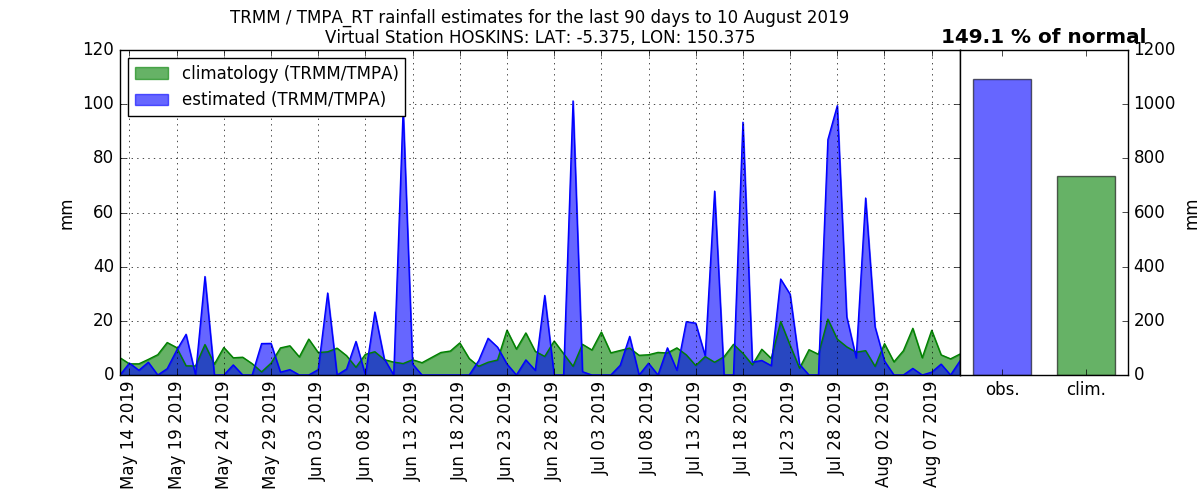 TRMM / TMPA_RT rainfall estimates for the last 90 days to 10 August 2019
Virtual Station HOSKINS: LAT: -5.375, LON: 150.375
149.1 % of normal
climatology (TRMM/TMPA)
estimated (TRMM/TMPA)
120
100
80
60
40
20
0
mm
1200
1000
800
600
400
200
0
mm
May 14 2019
May 19 2019
May 24 2019
May 29 2019
Jun 03 2019
Jun 08 2019
Jun 13 2019
Jun 18 2019
Jun 23 2019
Jun 28 2019
Jul 03 2019
Jul 08 2019
Jul 13 2019
Jul 18 2019
Jul 23 2019
Jul 28 2019
Aug 02 2019
Aug 07 2019
obs.
clim.